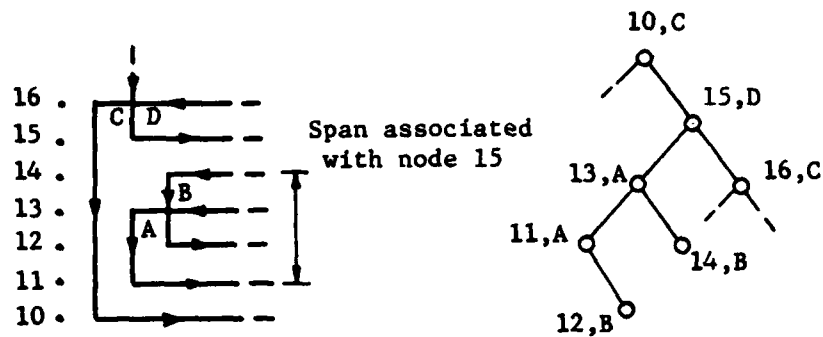 16 .
15 .
14 .
13 .
12 .
11 .
10 .
C D
B
A
Span associated
with node 15
10,C
15,D
13,A
16,C
11,A
14,B
12,B